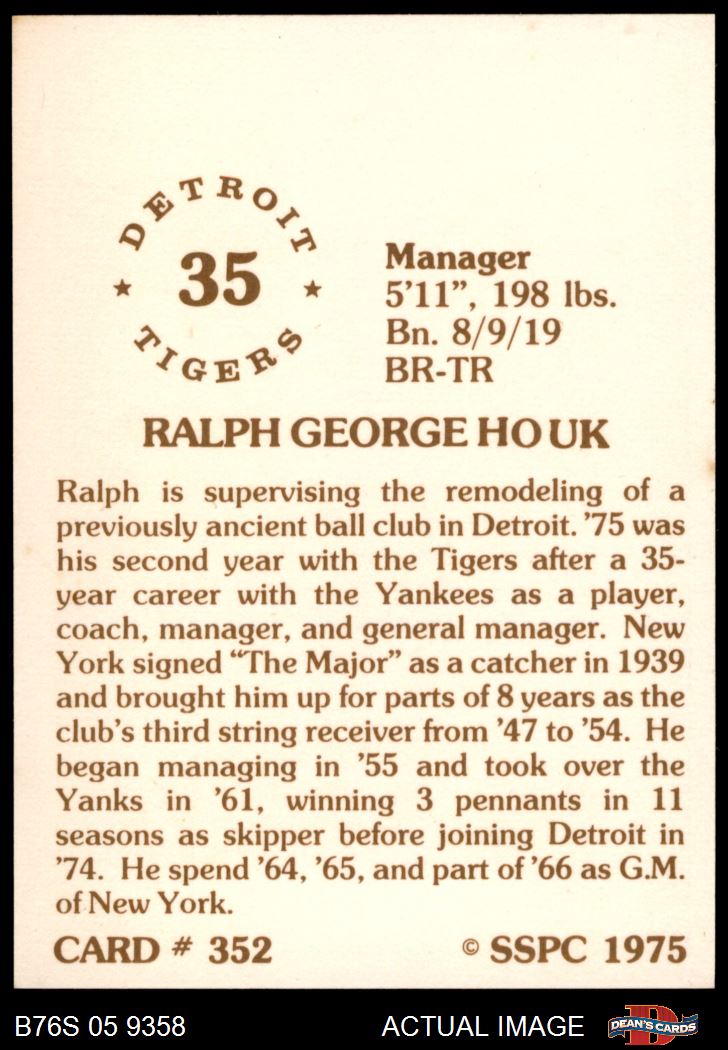 DETROIT
35
TIGERS
Manager
5'11", 198 lbs.
Bn. 8/9/19
BR-TR
RALPH GEORGE HOUK
Ralph is supervising the remodeling of a
previously ancient ball club in Detroit. '75 was
his second year with the Tigers after a 35-
year career with the Yankees as a player,
coach, manager, and general manager. New
York signed “The Major” as a catcher in 1939
and brought him up for parts of 8 years as the
club's third string receiver from '47 to '54. He
began managing in '55 and took over the
Yanks in '61, winning 3 pennants in 11
seasons as skipper before joining Detroit in
'74. He spend '64, '65, and part of '66 as G.M.
of New York.
CARD # 352 © SSPC 1975
B76S 05 9358 ACTUAL IMAGE DEAN'S CARDS